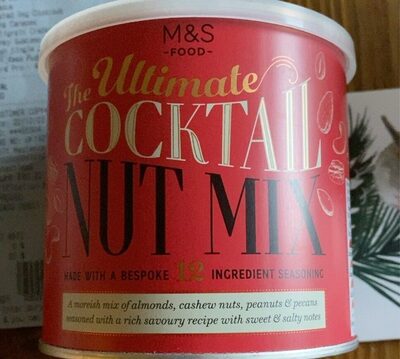 M&S
-FOOD-
The Ultimate
COCKTAIL
NUT MIX
MADE WITH A BESPOKE 12 INGREDIENT SEASONING
A moreish mix of almonds, cashew nuts, peanuts & pecans
seasoned with a rich savoury recipe with sweet & salty notes